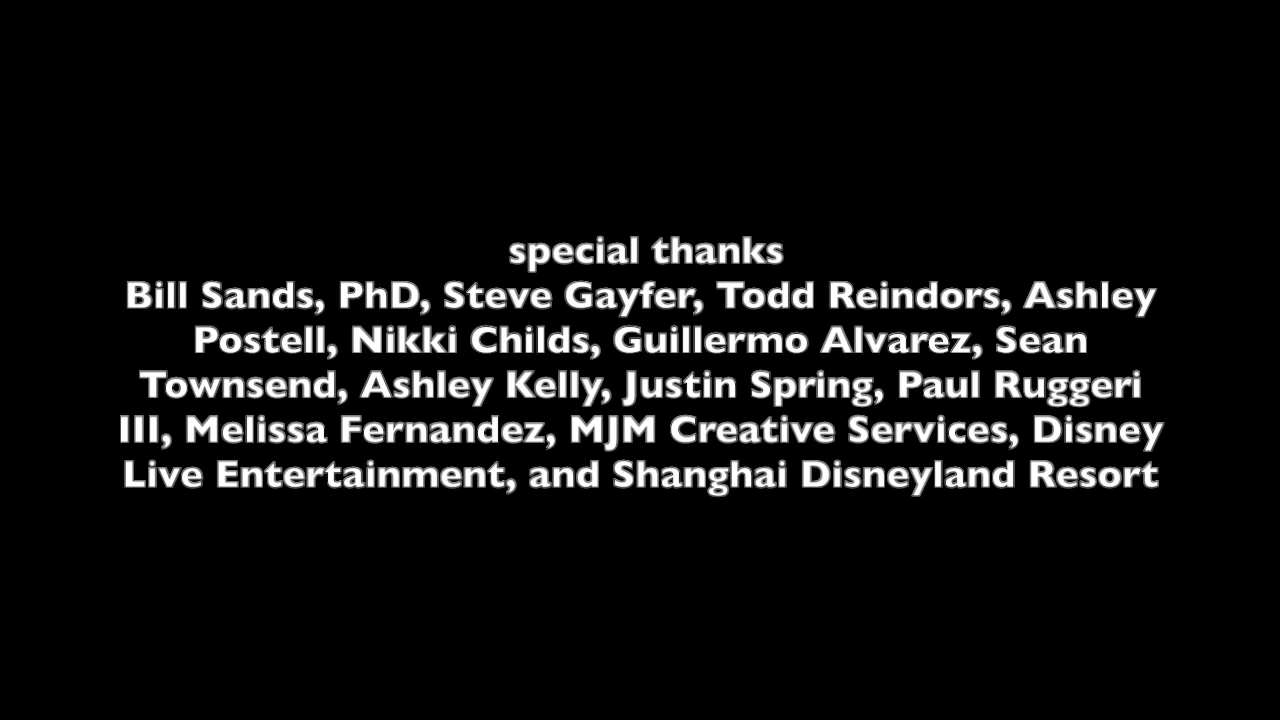 special thanks
Bill Sands, PhD, Steve Gayfer, Todd Reindors, Ashley
Postell, Nikki Childs, Guillermo Alvarez, Sean
Townsend, Ashley Kelly, Justin Spring, Paul Ruggeri
III, Melissa Fernandez, MJM Creative Services, Disney
Live Entertainment, and Shanghai Disneyland Resort